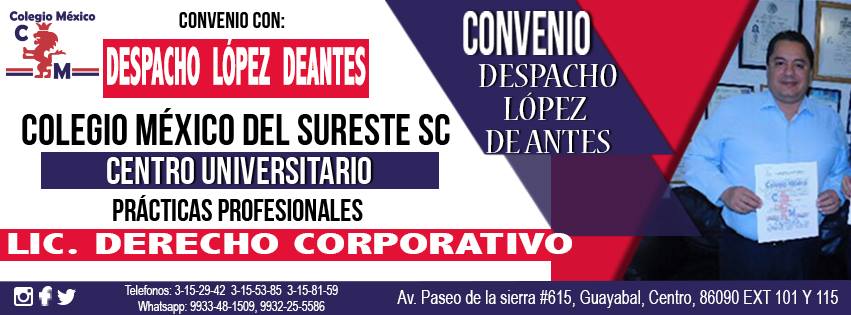 Colegio México
C
M
CONVENIO CON:
DESPACHO LÓPEZ DEANTES
COLEGIO MÉXICO DEL SURESTE SC
CENTRO UNIVERSITARIO
PRÁCTICAS PROFESIONALES
LIC. DERECHO CORPORATIVO
CONVENIO
DESPACHO
LÓPEZ
DE ANTES
Colegio México
C
M
Telefonos: 3-15-29-42 3-15-53-85 3-15-81-59
Whatsapp: 9933-48-1509, 9932-25-5586
Av. Paseo de la sierra #615, Guayabal, Centro, 86090 EXT 101 Y 115